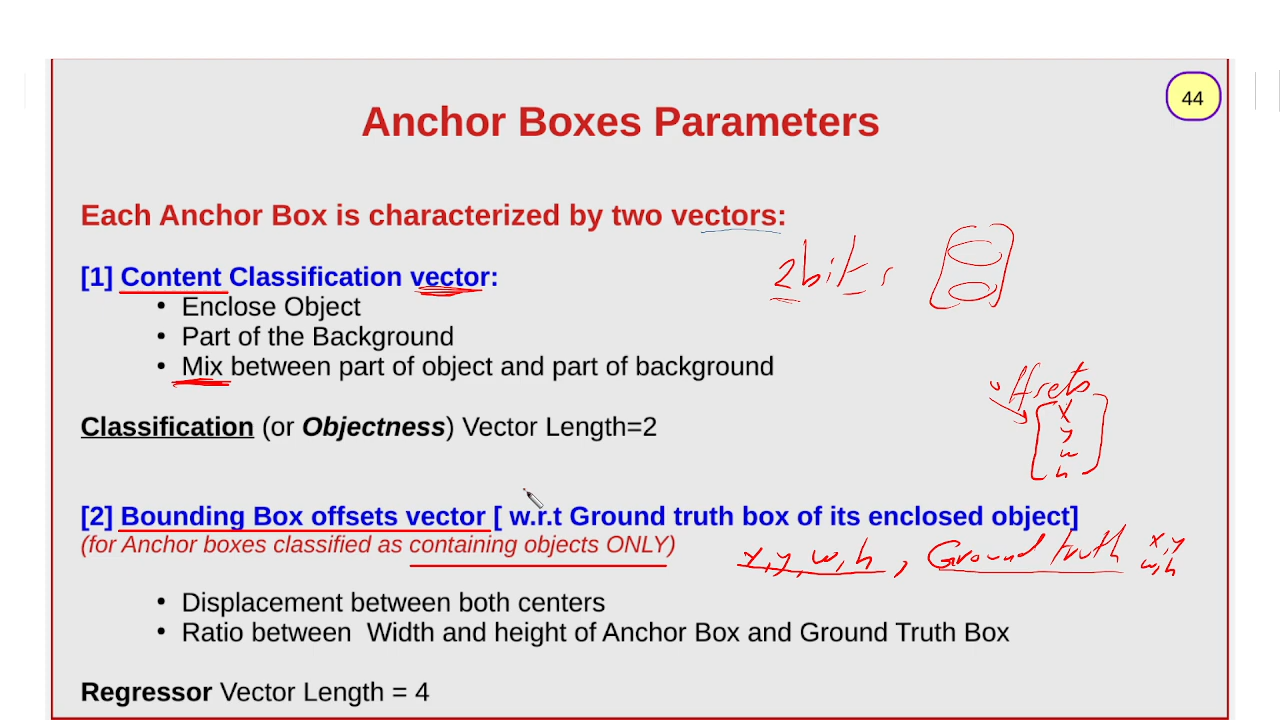 44
Anchor Boxes Parameters
Each Anchor Box is characterized by two vectors:
2bits
[1] Content Classification vector:
• Enclose Object
• Part of the Background
• Mix between part of object and part of background
offsets
x
y
w
h
Classification (or Objectness) Vector Length=2
[2] Bounding Box offsets vector [ w.r.t Ground truth box of its enclosed object]
(for Anchor boxes classified as containing objects ONLY)
x,y,w,h, Ground truth x,y
w,h
• Displacement between both centers
• Ratio between Width and height of Anchor Box and Ground Truth Box
Regressor Vector Length = 4